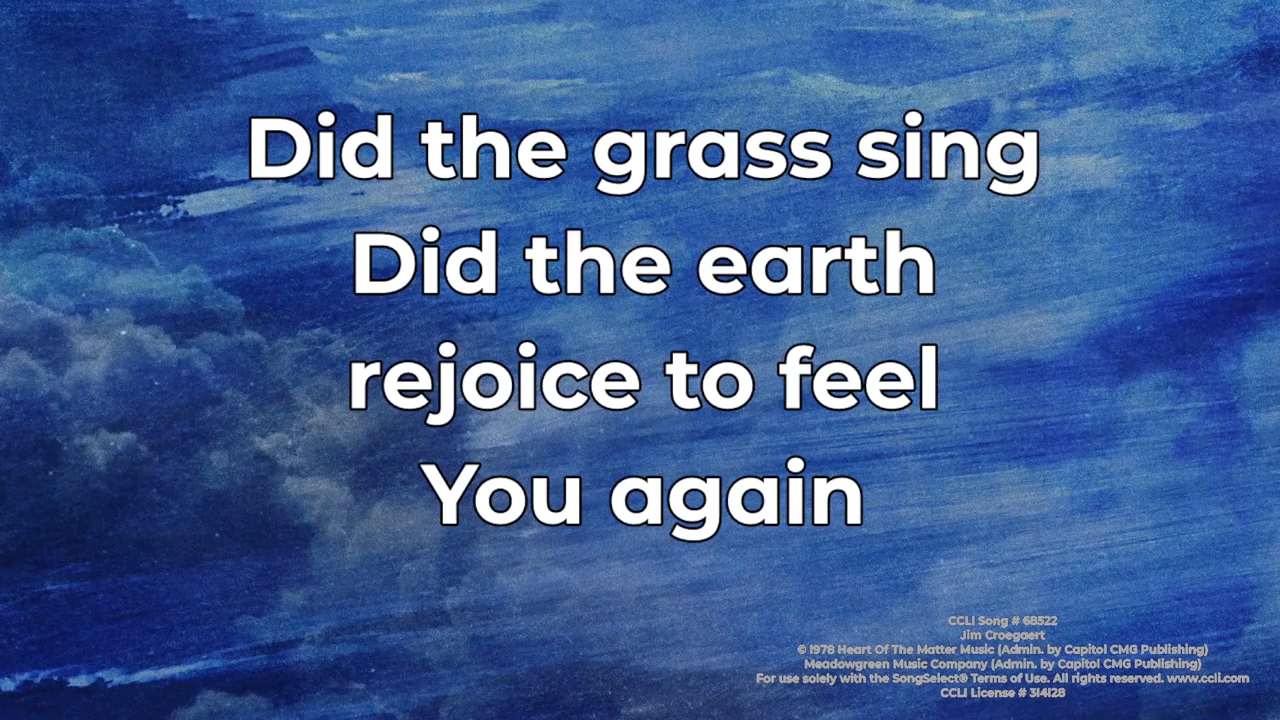 Did the grass sing
Did the earth
rejoice to feel
You again
CCLI Song # 68522
Jim Croegaert
© 1978 Heart Of The Matter Music (Admin. by Capitol CMG Publishing)
Meadowgreen Music Company (Admin. by Capitol CMG Publishing)
For use solely with the SongSelect® Terms of Use. All rights reserved. www.ccli.com
CCLI License # 314128